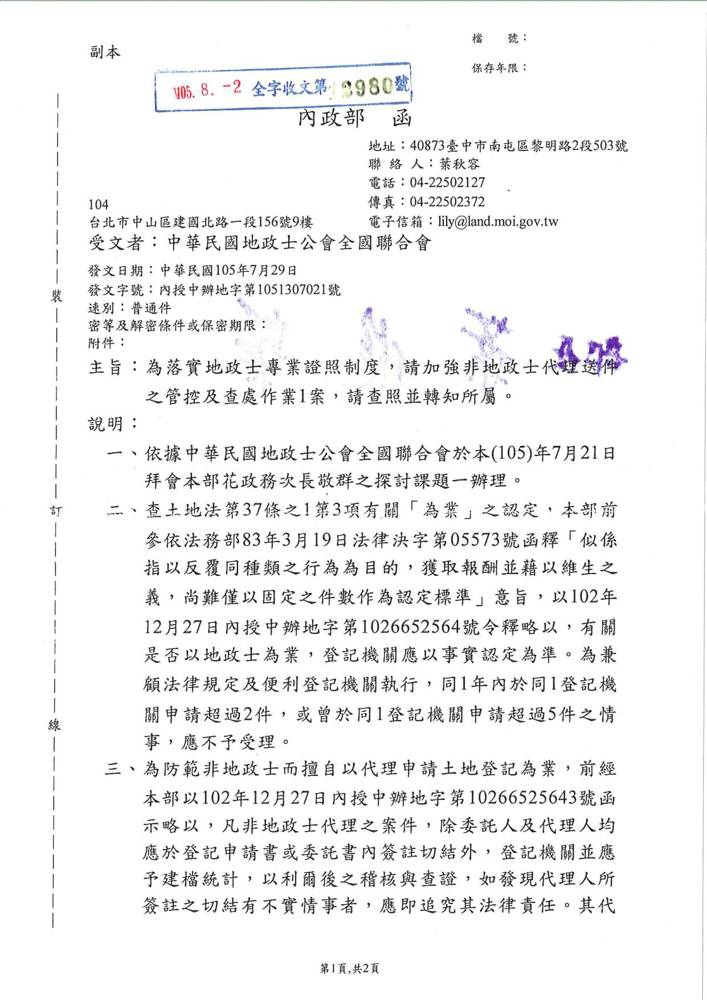 檔　　號：
副本
保存年限：
105. 8. -2 全字收文第 2980號
內政部　函
地址：40873臺中市南屯區黎明路2段503號
聯 絡 人：葉秋容
電話：04-22502127
傳真：04-22502372
電子信箱：lily@land.moi.gov.tw
104
台北市中山區建國北路一段156號9樓
受文者：中華民國地政士公會全國聯合會
發文日期：中華民國105年7月29日
發文字號：內授中辦地字第1051307021號
速別：普通件
密等及解密條件或保密期限：
附件：
主旨：為落實地政士專業證照制度，請加強非地政士代理送件
之管控及查處作業1案，請查照並轉知所屬。
說明：
一、依據中華民國地政士公會全國聯合會於本(105)年7月21日
拜會本部花政務次長敬群之探討課題一辦理。
二、查土地法第37條之1第3項有關「為業」之認定，本部前
參依法務部83年3月19日法律決字第05573號函釋「似係
指以反覆同種類之行為為目的，獲取報酬並藉以維生之
義，尚難僅以固定之件數作為認定標準」意旨，以102年
12月27日內授中辦地字第1026652564號令釋略以，有關
是否以地政士為業，登記機關應以事實認定為準。為兼
顧法律規定及便利登記機關執行，同1年內於同1登記機
關申請超過2件，或曾於同1登記機關申請超過5件之情
事，應不予受理。
三、為防範非地政士而擅自以代理申請土地登記為業，前經
本部以102年12月27日內授中辦地字第10266525643號函
示略以，凡非地政士代理之案件，除委託人及代理人均
應於登記申請書或委託書內簽註切結外，登記機關並應
予建檔統計，以利爾後之稽核與查證，如發現代理人所
簽註之切結有不實情事者，應即追究其法律責任。其代
裝
訂
線
第1頁,共2頁